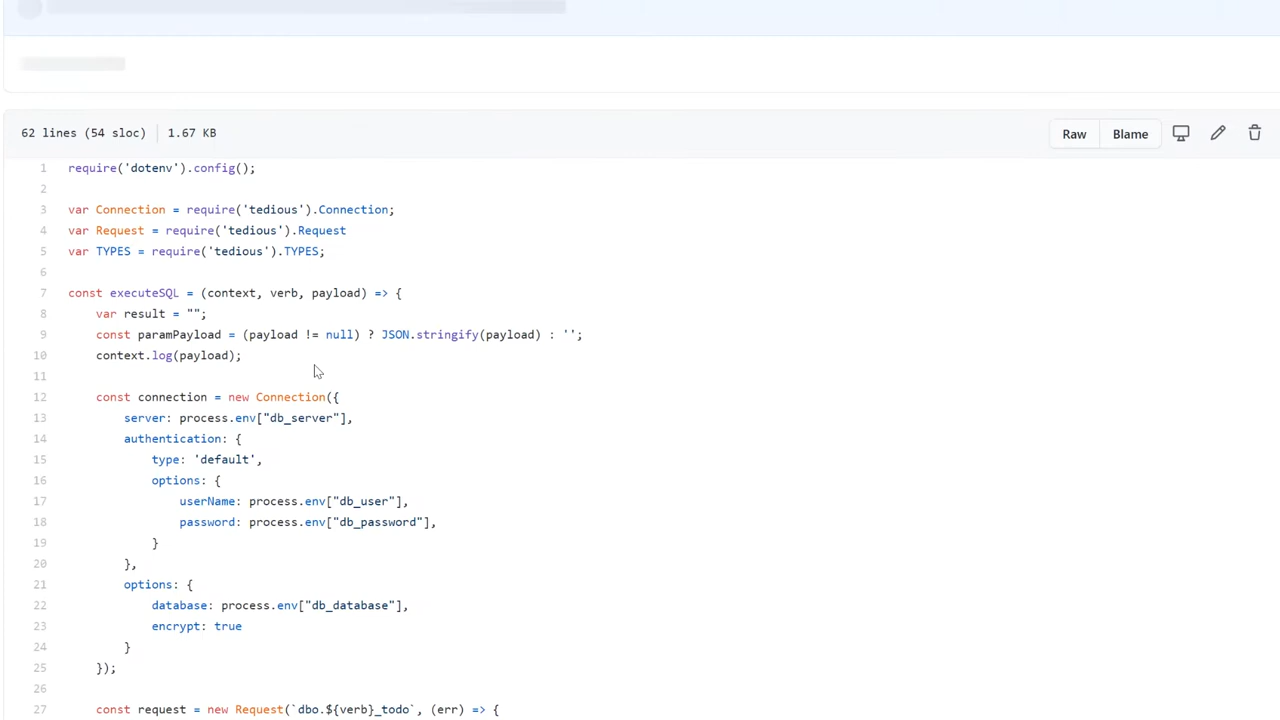 62 lines (54 sloc) 1.67 KB Raw Blame
1 require('dotenv').config();
2
3 var Connection = require('tedious').Connection;
4 var Request = require('tedious').Request
5 var TYPES = require('tedious').TYPES;
6
7 const executeSQL = (context, verb, payload) => {
8 var result = "";
9 const paramPayload = (payload != null) ? JSON.stringify(payload) : '';
10 context.log(payload);
11
12 const connection = new Connection({
13 server: process.env["db_server"],
14 authentication: {
15 type: 'default',
16 options: {
17 userName: process.env["db_user"],
18 password: process.env["db_password"],
19 }
20 },
21 options: {
22 database: process.env["db_database"],
23 encrypt: true
24 }
25 });
26
27 const request = new Request(`dbo.${verb}_todo`, (err) => {